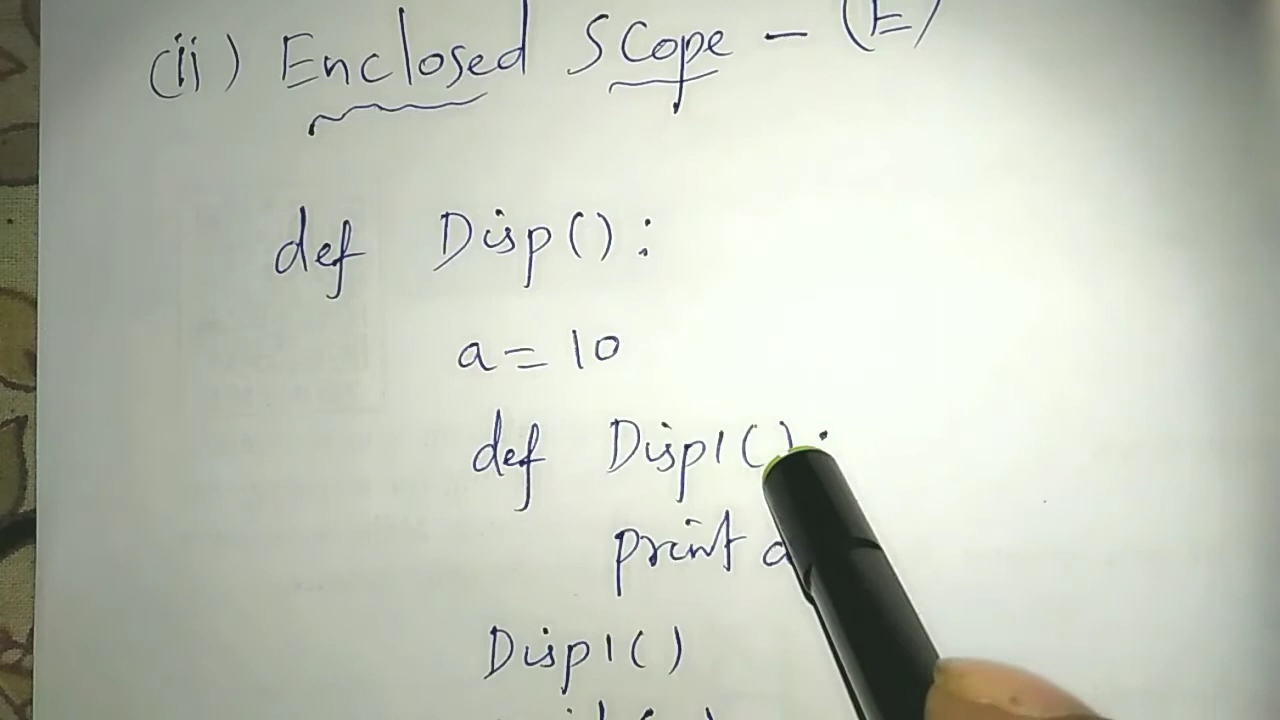 (ii) Enclosed Scope - (E)
def Disp():
a = 10
def Disp1():
print a
Disp1()